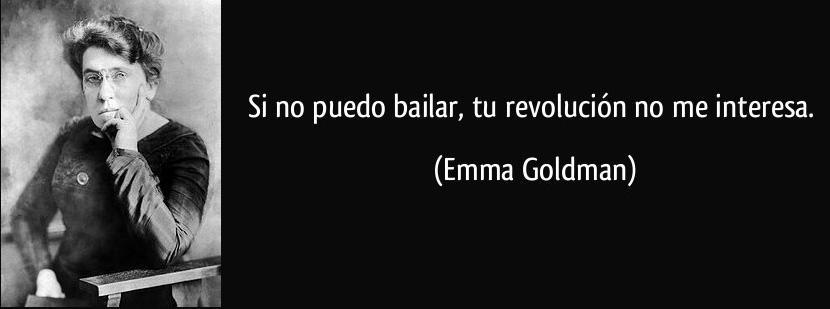 Si no puedo bailar, tu revolución no me interesa.
(Emma Goldman)